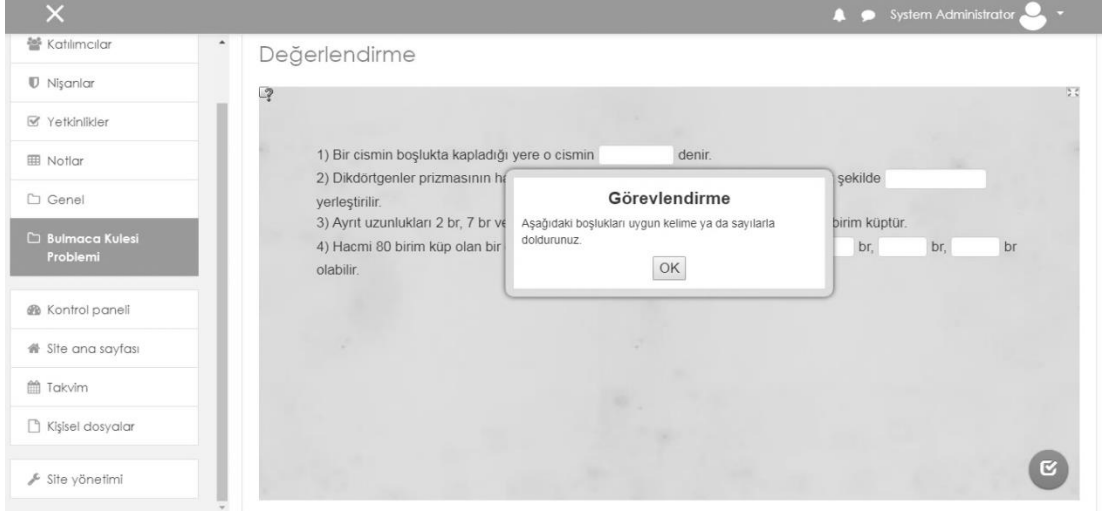 System Administrator
Katılımcılar
Nişanlar
Yetkinlikler
Notlar
Genel
Bulmaca Kulesi
Problemi
Kontrol paneli
Site ana sayfası
Takvim
Kişisel dosyalar
Site yönetimi
Değerlendirme
1) Bir cismin boşlukta kapladığı yere o cismin denir.
2) Dikdörtgenler prizmasının şekilde
yerleştirilir.
3) Ayrıt uzunlukları 2 br, 7 br ve birim küptür.
4) Hacmi 80 birim küp olan bir br, br, br
olabilir.
Görevlendirme
Aşağıdaki boşlukları uygun kelime ya da sayılarla
doldurunuz.
OK